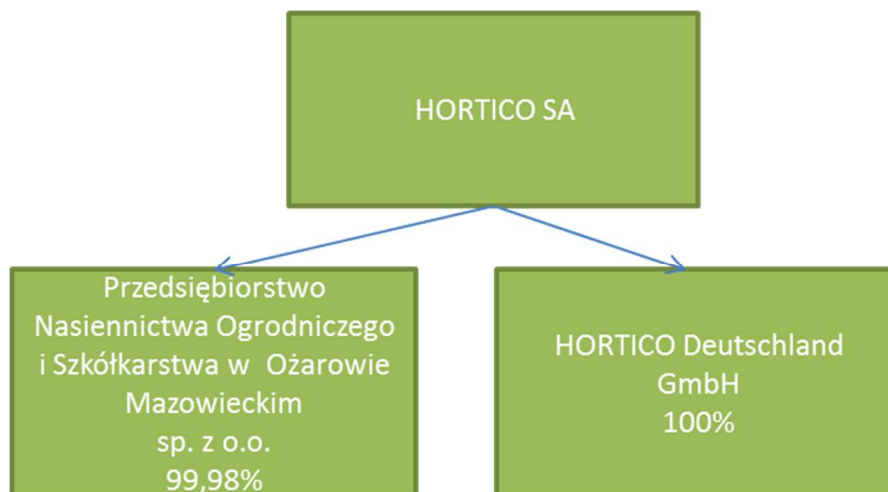 HORTICO SA
Przedsiębiorstwo
Nasiennictwa Ogrodniczego
i Szkółkarstwa w Ożarowie
Mazowieckim
sp. z o.o.
99,98%
HORTICO Deutschland
GmbH
100%